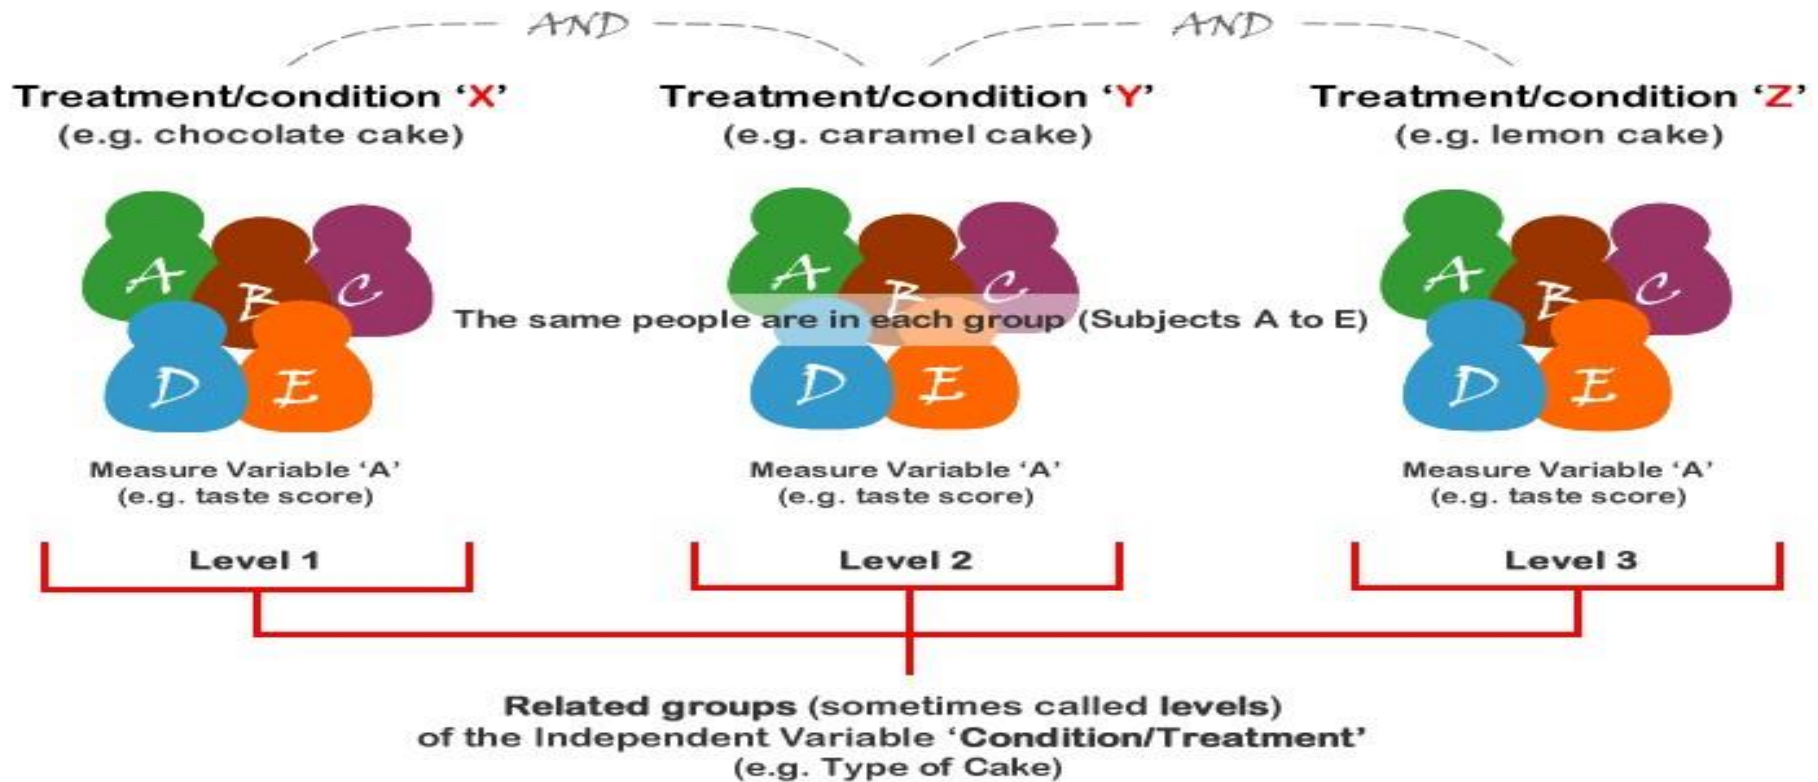 AND AND
Treatment/condition ‘X’ Treatment/condition ‘Y’ Treatment/condition ‘Z’
(e.g. chocolate cake) (e.g. caramel cake) (e.g. lemon cake)
A B C A B C A B C
The same people are in each group (Subjects A to E)
D E D E D E
Measure Variable ‘A’ Measure Variable ‘A’ Measure Variable ‘A’
(e.g. taste score) (e.g. taste score) (e.g. taste score)
Level 1 Level 2 Level 3
Related groups (sometimes called levels)
of the Independent Variable ‘Condition/Treatment’
(e.g. Type of Cake)